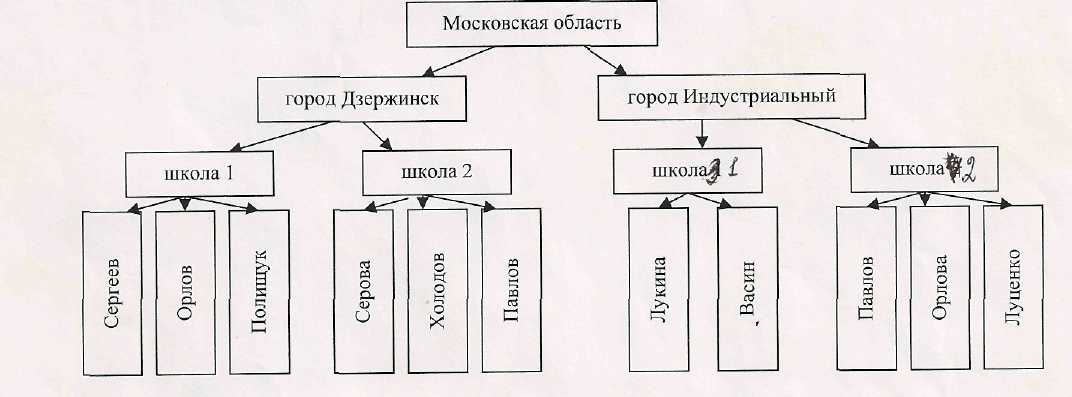 Московская область
город Дзержинск
город Индустриальный
школа 1
школа 2
школа 1
школа 2
Сергеев
Орлов
Полищук
Серова
Холодов
Павлов
Лукина
Васин
Павлов
Орлова
Луценко